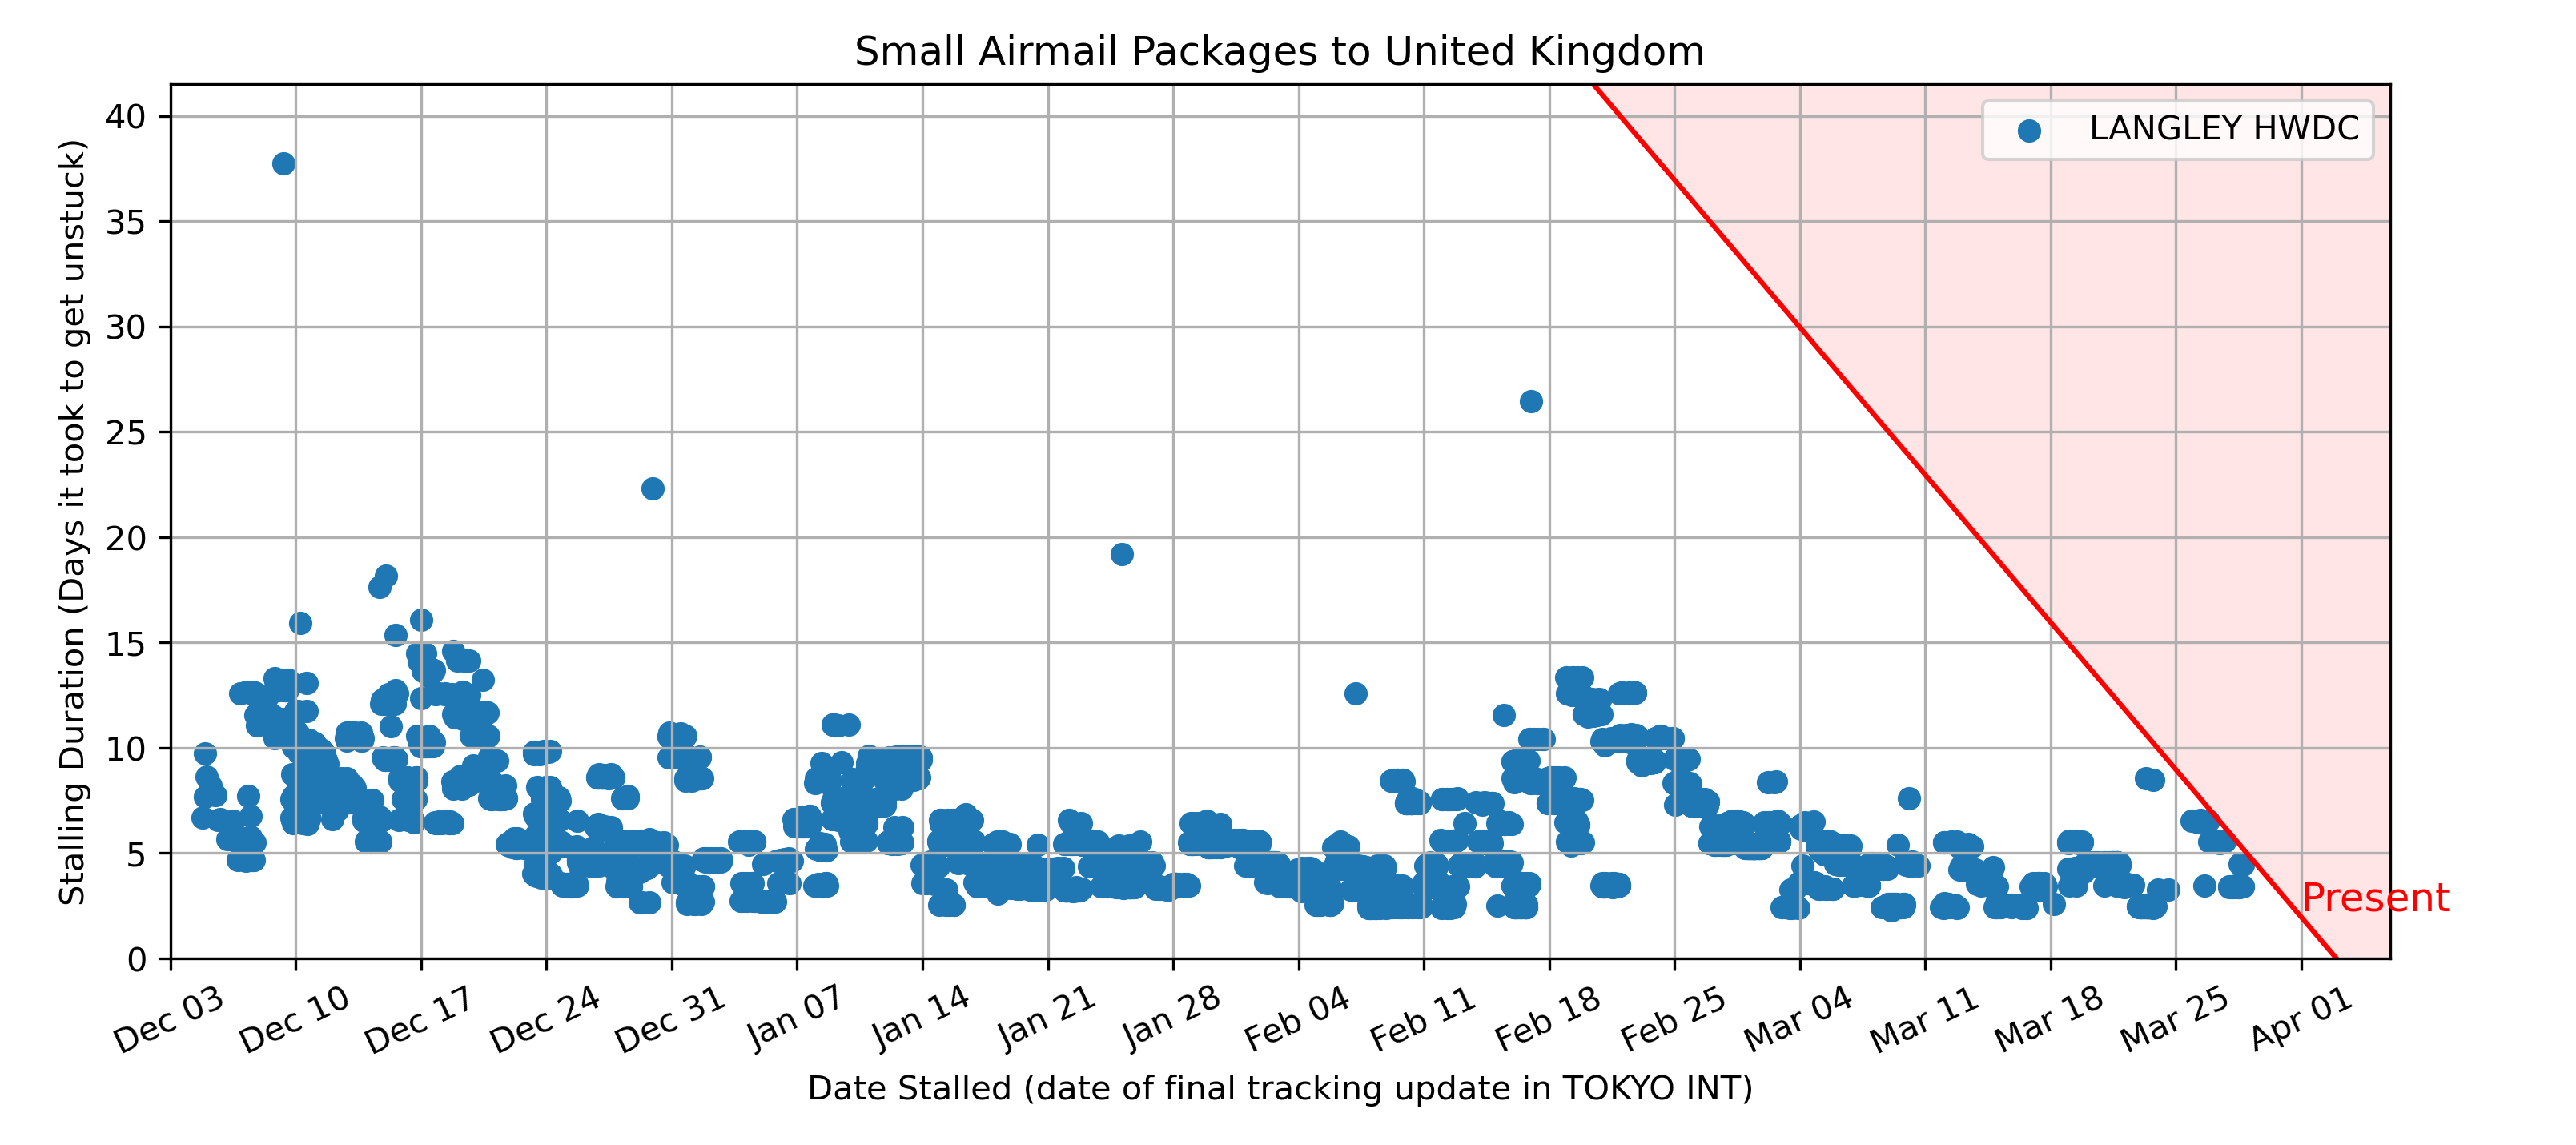 Small Airmail Packages to United Kingdom
LANGLEY HWDC
Stalling Duration (Days it took to get unstuck)
40
35
30
25
20
15
10
5
0
Present
Dec 03
Dec 10
Dec 17
Dec 24
Dec 31
Jan 07
Jan 14
Jan 21
Jan 28
Feb 04
Feb 11
Feb 18
Feb 25
Mar 04
Mar 11
Mar 18
Mar 25
Apr 01
Date Stalled (date of final tracking update in TOKYO INT)